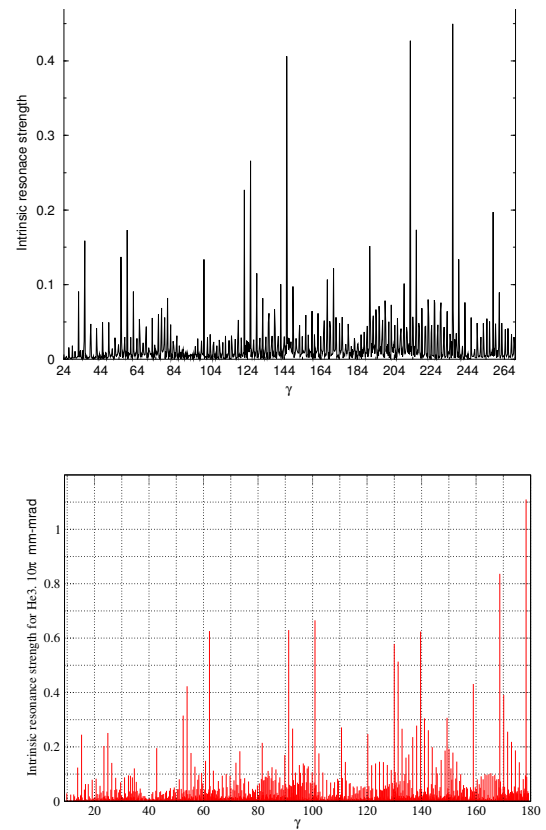 0.4
0.3
0.2
0.1
0
Intrinsic resonace strength
24 44 64 84 104 124 144 164 184 204 224 244 264
γ
1
0.8
0.6
0.4
0.2
0
Intrinsic resonance strength for He3. 10π mm-mrad
20 40 60 80 100 120 140 160 180
γ